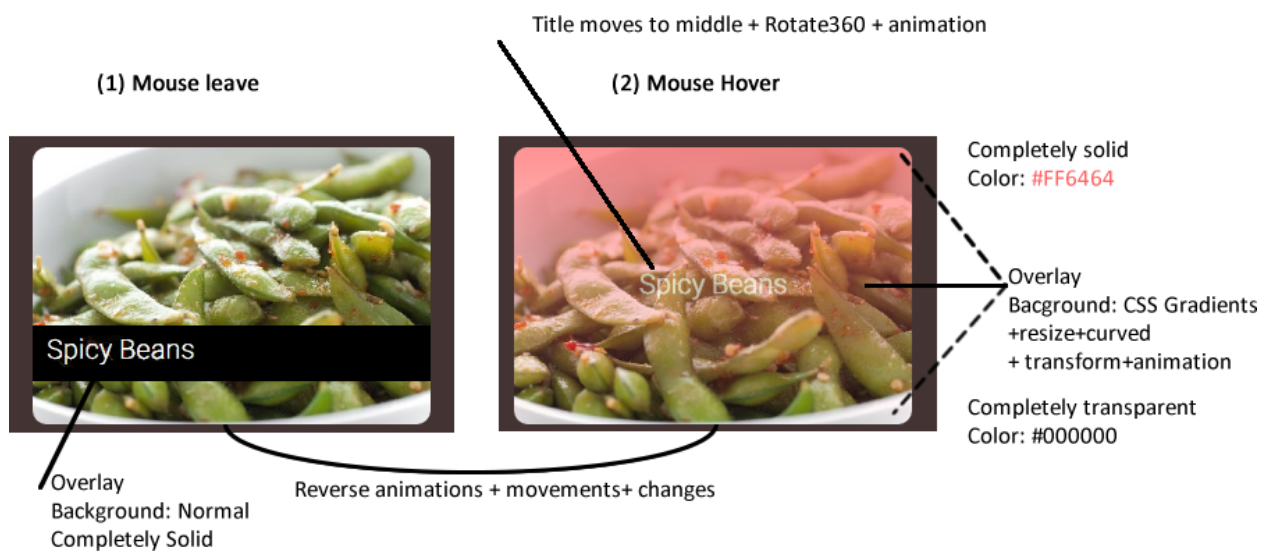 Title moves to middle + Rotate360 + animation
(1) Mouse leave
(2) Mouse Hover
Completely solid
Color: #FF6464
Spicy Beans
Spicy Beans
Overlay
Bacground: CSS Gradients
+resize+curved
+ transform+animation
Completely transparent
Color: #000000
Overlay
Background: Normal
Completely Solid
Reverse animations + movements+ changes